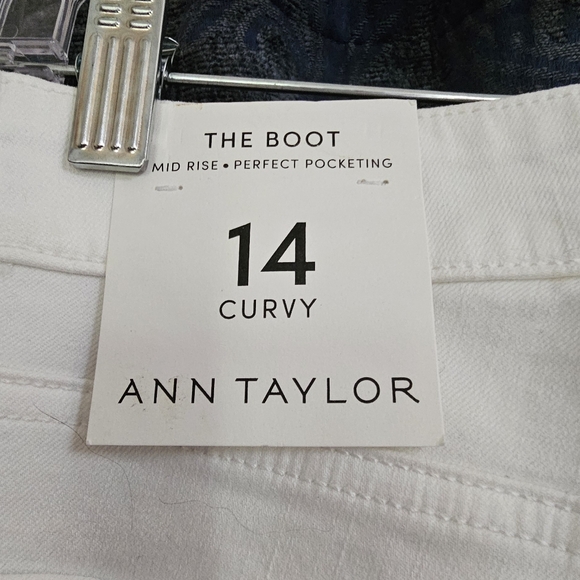 THE BOOT
MID RISE • PERFECT POCKETING
14
CURVY
ANN TAYLOR